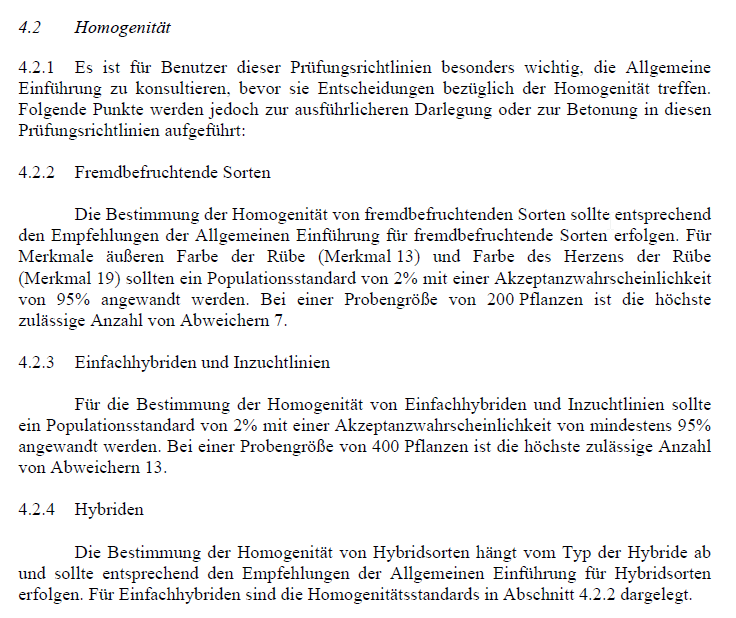 4.2 Homogenität
4.2.1 Es ist für Benutzer dieser Prüfungsrichtlinien besonders wichtig, die Allgemeine
Einführung zu konsultieren, bevor sie Entscheidungen bezüglich der Homogenität treffen.
Folgende Punkte werden jedoch zur ausführlicheren Darlegung oder zur Betonung in diesen
Prüfungsrichtlinien aufgeführt:
4.2.2 Fremdbefruchtende Sorten
Die Bestimmung der Homogenität von fremdbefruchtenden Sorten sollte entsprechend
den Empfehlungen der Allgemeinen Einführung für fremdbefruchtende Sorten erfolgen. Für
Merkmale äußeren Farbe der Rübe (Merkmal 13) und Farbe des Herzens der Rübe
(Merkmal 19) sollten ein Populationsstandard von 2% mit einer Akzeptanzwahrscheinlichkeit
von 95% angewandt werden. Bei einer Probengröße von 200 Pflanzen ist die höchste
zulässige Anzahl von Abweichern 7.
4.2.3 Einfachhybriden und Inzuchtlinien
Für die Bestimmung der Homogenität von Einfachhybriden und Inzuchtlinien sollte
ein Populationsstandard von 2% mit einer Akzeptanzwahrscheinlichkeit von mindestens 95%
angewandt werden. Bei einer Probengröße von 400 Pflanzen ist die höchste zulässige Anzahl
von Abweichern 13.
4.2.4 Hybriden
Die Bestimmung der Homogenität von Hybridsorten hängt vom Typ der Hybride ab
und sollte entsprechend den Empfehlungen der Allgemeinen Einführung für Hybridsorten
erfolgen. Für Einfachhybriden sind die Homogenitätsstandards in Abschnitt 4.2.2 dargelegt.